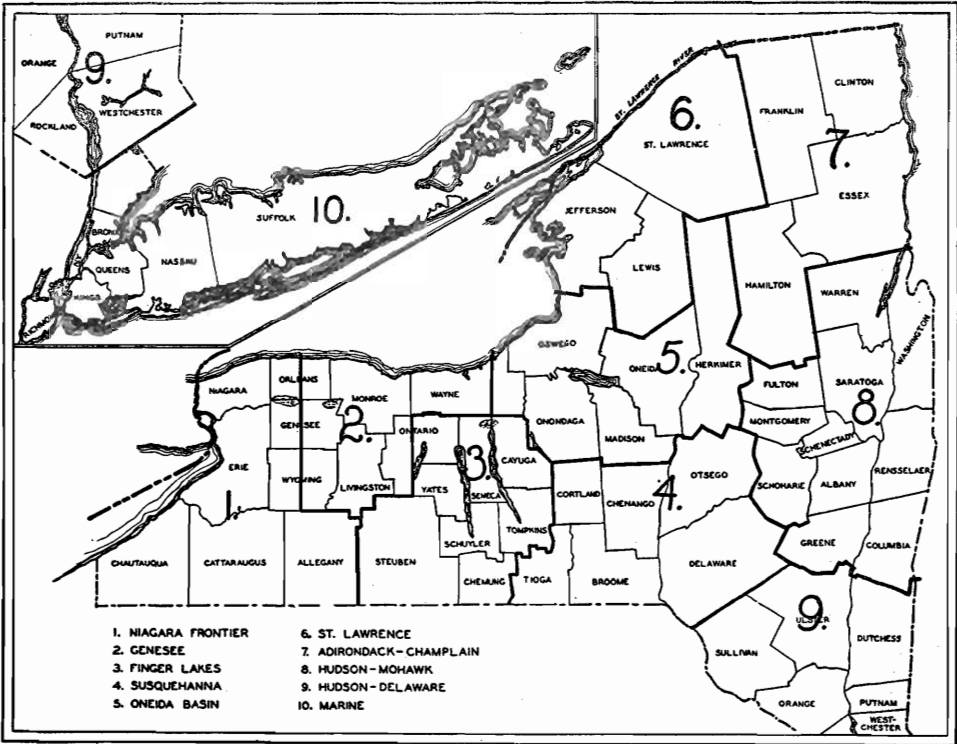 PUTNAM
ORANGE
9.
WESTCHESTER
ROCKLAND
BRONX
QUEENS
NASSAU
SUFFOLK
10.
ST. LAWRENCE RIVER
6.
ST. LAWRENCE
FRANKLIN
CLINTON
7.
ESSEX
JEFFERSON
LEWIS
HAMILTON
WARREN
WASHINGTON
OSWEGO
ONEIDA
5.
HERKIMER
FULTON
SARATOGA
8.
MONTGOMERY
SCHENECTADY
NIAGARA
ORLEANS
MONROE
WAYNE
GENESEE
2.
ONTARIO
ONONDAGA
MADISON
CAYUGA
3.
SENECA
YATES
ERIE
1
WYOMING
LIVINGSTON
CORTLAND
CHENANGO
4.
OTSEGO
SCHOHARIE
ALBANY
RENSSELAER
SCHUYLER
TOMPKINS
CHAUTAUQUA
CATTARAUGUS
ALLEGANY
STEUBEN
CHEMUNG
TIOGA
BROOME
DELAWARE
GREENE
COLUMBIA
9.
ULSTER
SULLIVAN
DUTCHESS
ORANGE
PUTNAM
WEST-
CHESTER
1. NIAGARA FRONTIER
2. GENESEE
3. FINGER LAKES
4. SUSQUEHANNA
5. ONEIDA BASIN
6. ST. LAWRENCE
7. ADIRONDACK-CHAMPLAIN
8. HUDSON-MOHAWK
9. HUDSON-DELAWARE
10. MARINE